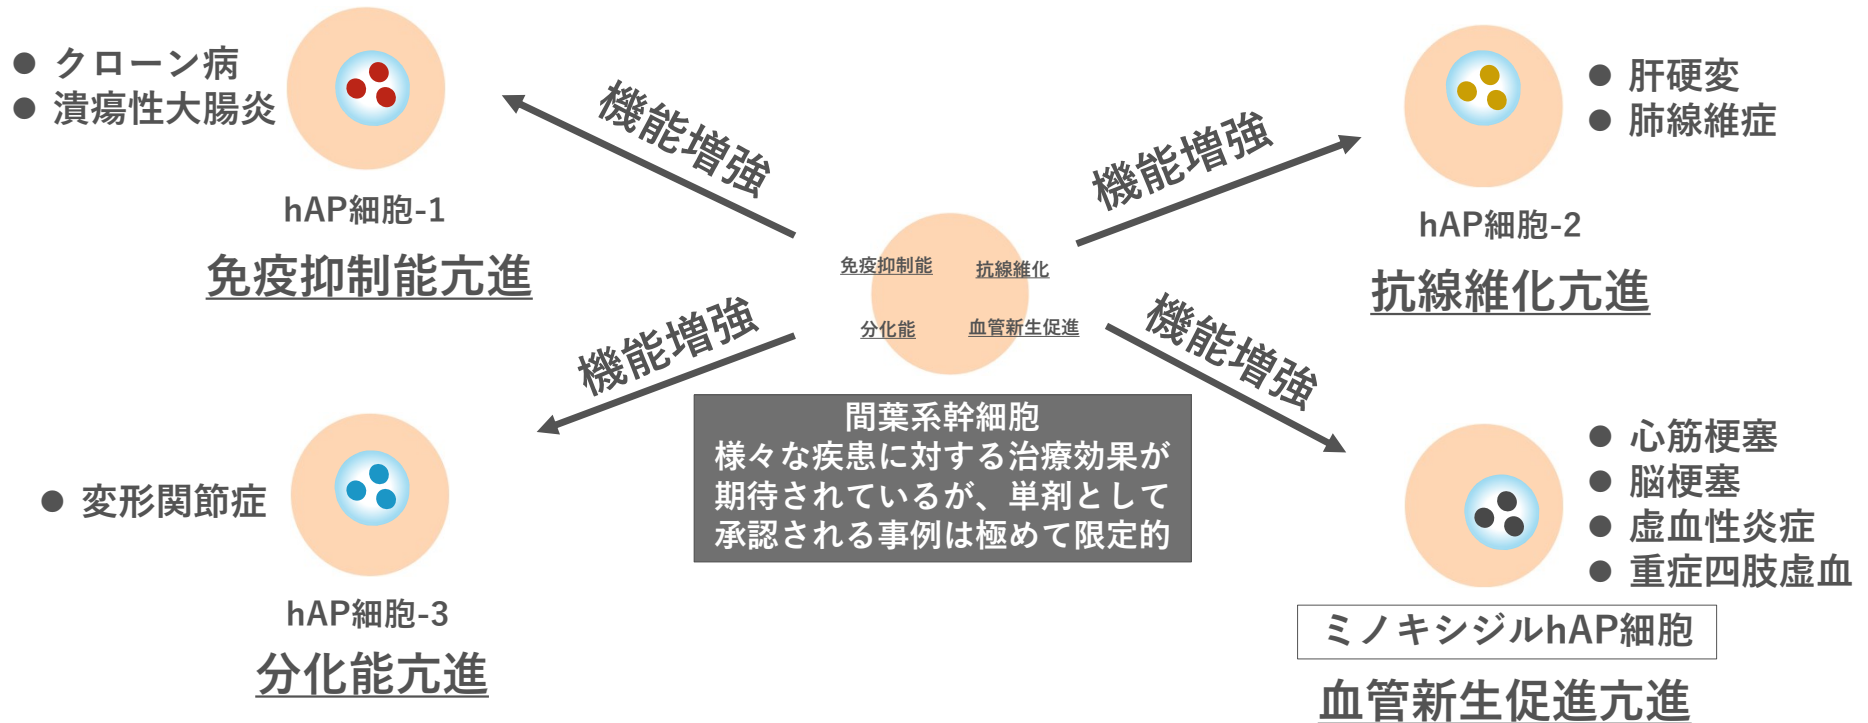 ● クローン病
● 潰瘍性大腸炎
hAP細胞-1
免疫抑制能亢進
機能増強
機能増強
● 肝硬変
● 肺線維症
hAP細胞-2
抗線維化亢進
免疫抑制能
抗線維化
分化能
血管新生促進
機能増強
機能増強
間葉系幹細胞
様々な疾患に対する治療効果が
期待されているが、単剤として
承認される事例は極めて限定的
● 変形関節症
hAP細胞-3
分化能亢進
● 心筋梗塞
● 脳梗塞
● 虚血性炎症
● 重症四肢虚血
ミノキシジルhAP細胞
血管新生促進亢進